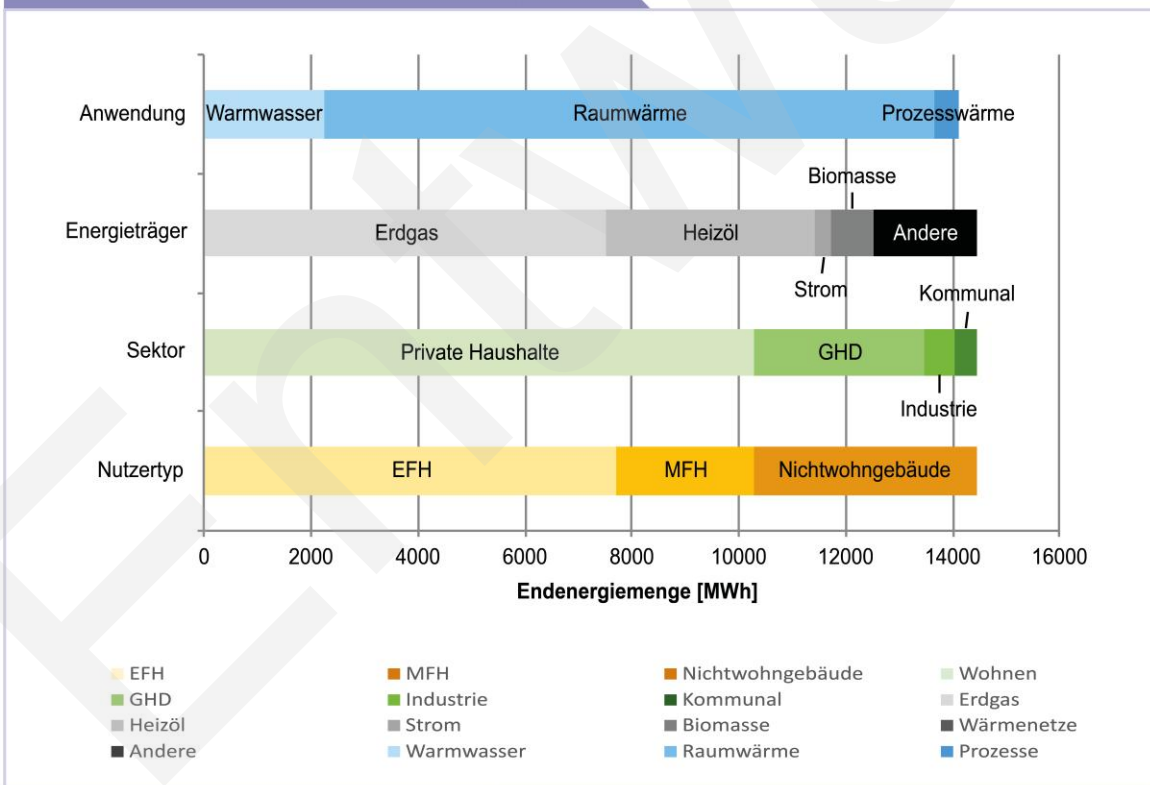 Anwendung
Warmwasser Raumwärme Prozesswärme
Biomasse
Energieträger
Erdgas Heizöl Andere
Strom Kommunal
Sektor
Private Haushalte GHD
Industrie
Nutzertyp
EFH MFH Nichtwohngebäude
0 2000 4000 6000 8000 10000 12000 14000 16000
Endenergiemenge [MWh]
EFH MFH Nichtwohngebäude Wohnen
GHD Industrie Kommunal Erdgas
Heizöl Strom Biomasse Wärmenetze
Andere Warmwasser Raumwärme Prozesse